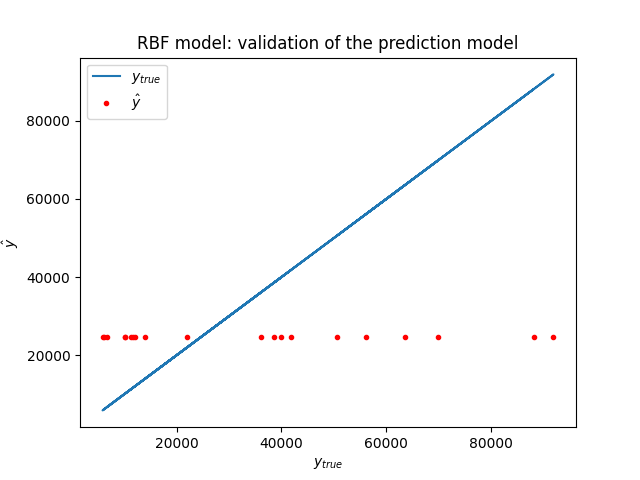 RBF model: validation of the prediction model
y_true
ŷ
80000
60000
40000
20000
ŷ
20000 40000 60000 80000
y_true